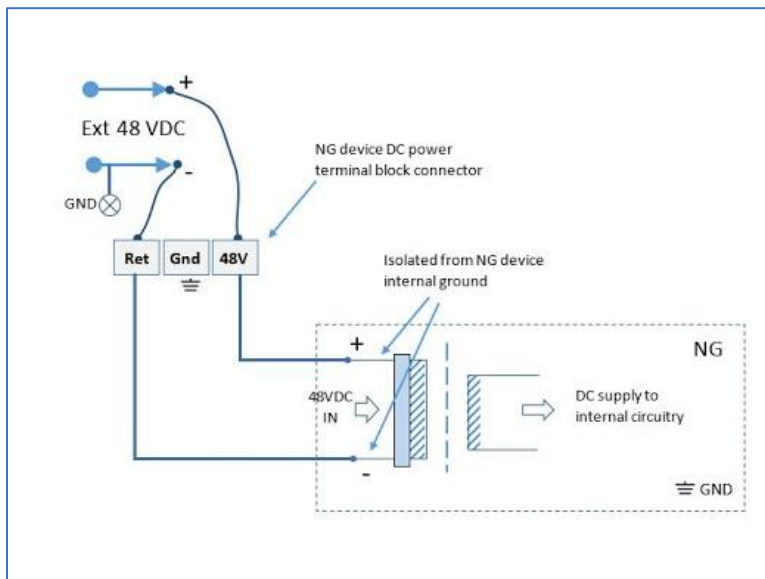 +
Ext 48 VDC
-
GND
NG device DC power
terminal block connector
Ret Gnd 48V
Isolated from NG device
internal ground
+
NG
48VDC
IN
DC supply to
internal circuitry
-
GND